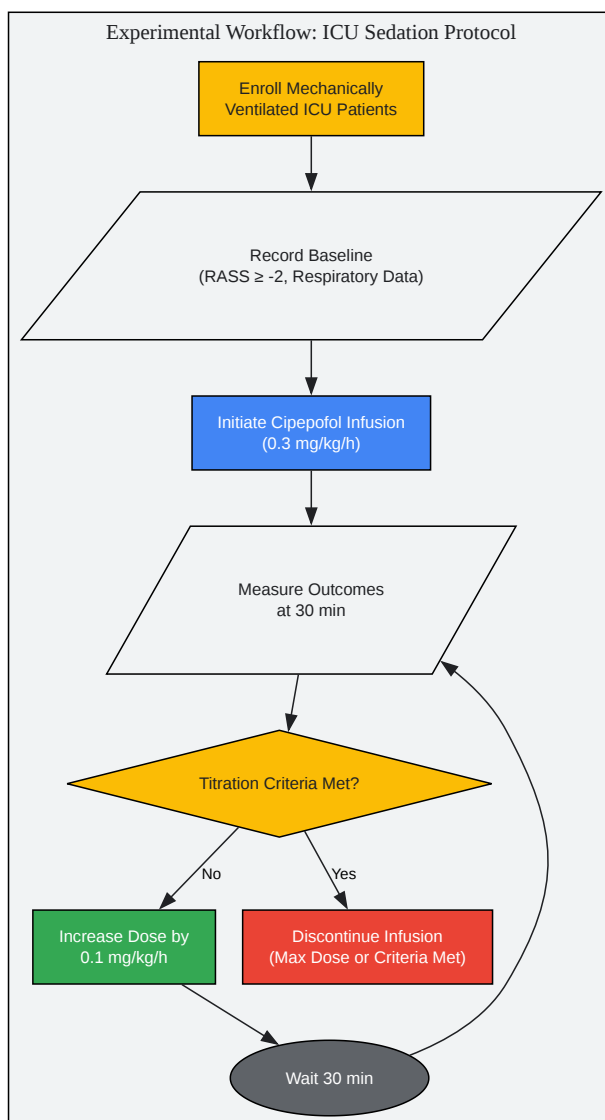 Experimental Workflow: ICU Sedation Protocol
Enroll Mechanically
Ventilated ICU Patients
Record Baseline
(RASS ≥ -2, Respiratory Data)
Initiate Cipepofol Infusion
(0.3 mg/kg/h)
Measure Outcomes
at 30 min
Titration Criteria Met?
No
Yes
Increase Dose by
0.1 mg/kg/h
Discontinue Infusion
(Max Dose or Criteria Met)
Wait 30 min